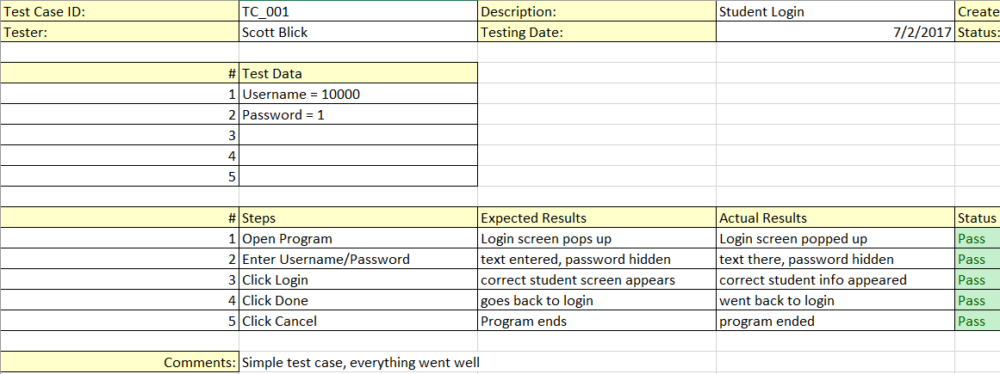 Test Case ID: TC_001 Description: Student Login Create
Tester: Scott Blick Testing Date: 7/2/2017 Status:
# Test Data
1 Username = 10000
2 Password = 1
3
4
5
# Steps Expected Results Actual Results Status
1 Open Program Login screen pops up Login screen popped up Pass
2 Enter Username/Password text entered, password hidden text there, password hidden Pass
3 Click Login correct student screen appears correct student info appeared Pass
4 Click Done goes back to login went back to login Pass
5 Click Cancel Program ends program ended Pass
Comments: Simple test case, everything went well